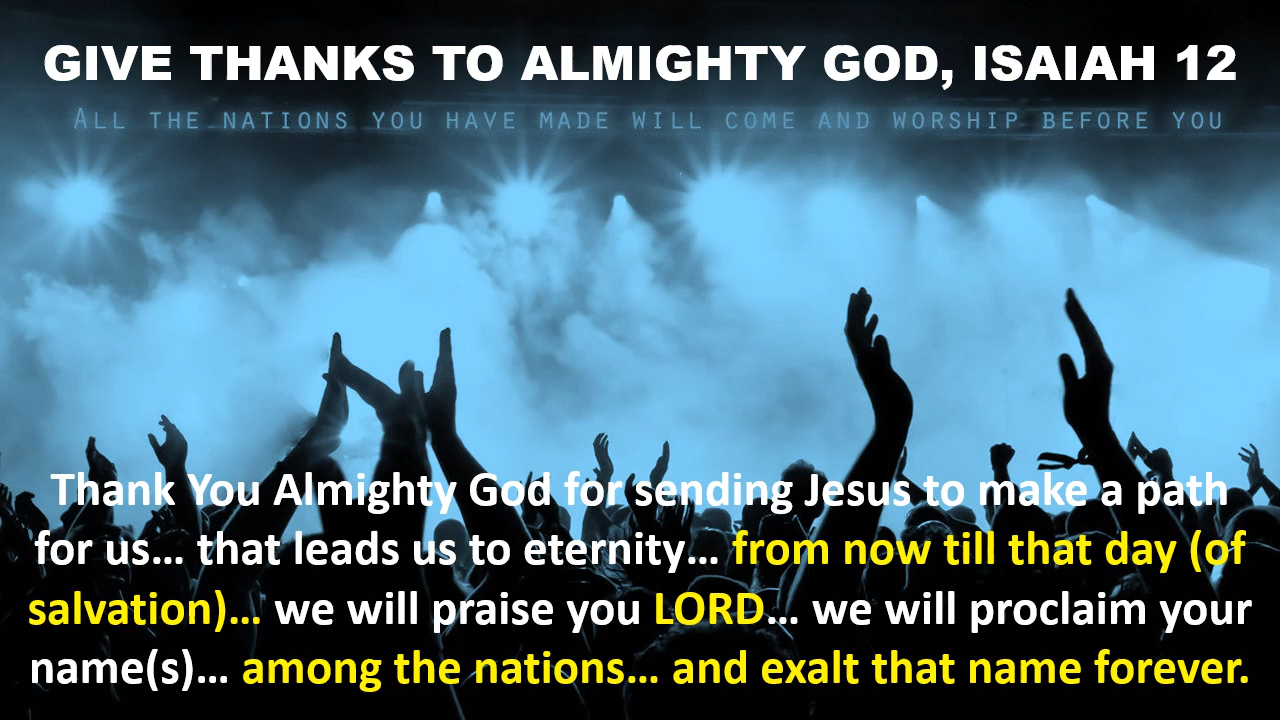 GIVE THANKS TO ALMIGHTY GOD, ISAIAH 12
ALL THE NATIONS YOU HAVE MADE WILL COME AND WORSHIP BEFORE YOU
Thank You Almighty God for sending Jesus to make a path
for us... that leads us to eternity... from now till that day (of
salvation)... we will praise you LORD... we will proclaim your
name(s)... among the nations... and exalt that name forever.